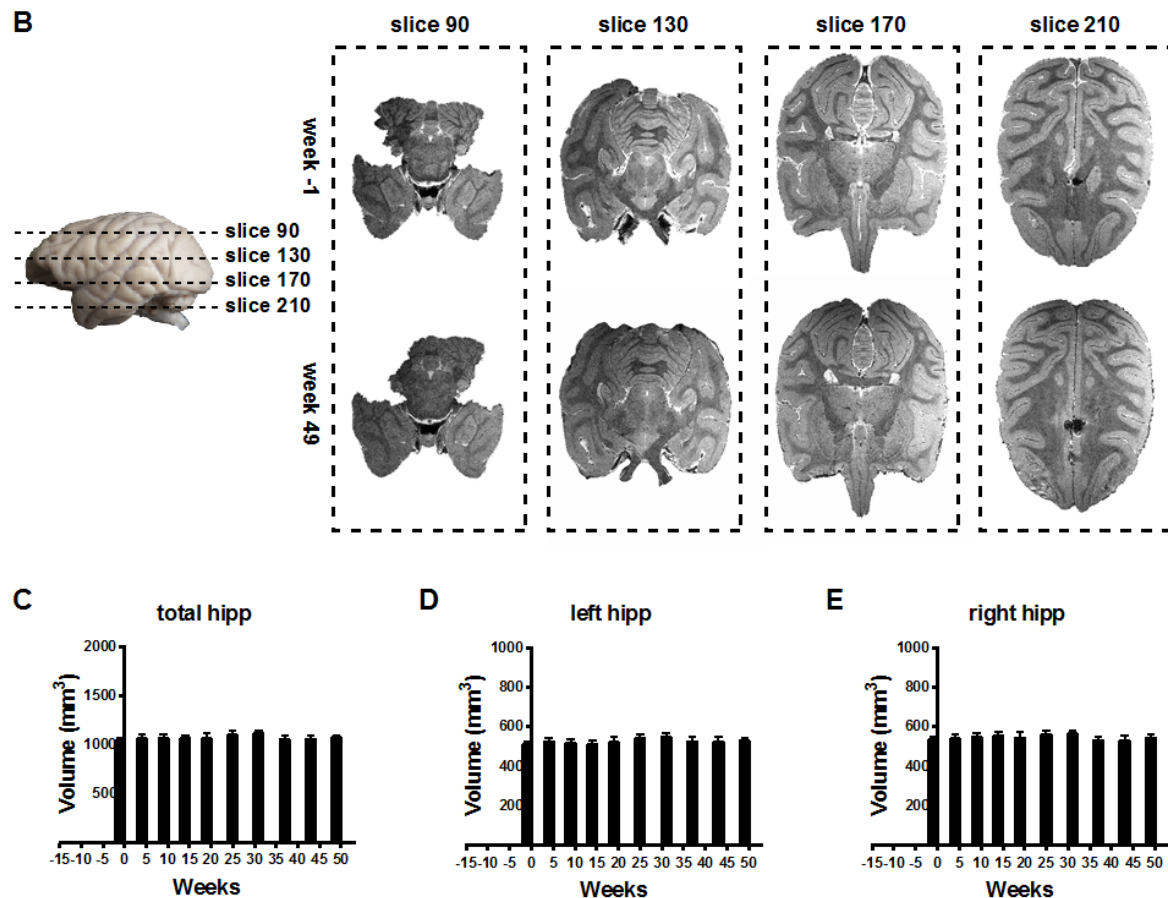 B
slice 90 slice 130 slice 170 slice 210
week -1
slice 90
slice 130
slice 170
slice 210
week 49
C
total hipp
Volume (mm³)
2000
1500
1000
500
-15 -10 -5 0 5 10 15 20 25 30 35 40 45 50
Weeks
D
left hipp
Volume (mm³)
1000
800
600
400
200
-15 -10 -5 0 5 10 15 20 25 30 35 40 45 50
Weeks
E
right hipp
Volume (mm³)
1000
800
600
400
200
-15 -10 -5 0 5 10 15 20 25 30 35 40 45 50
Weeks